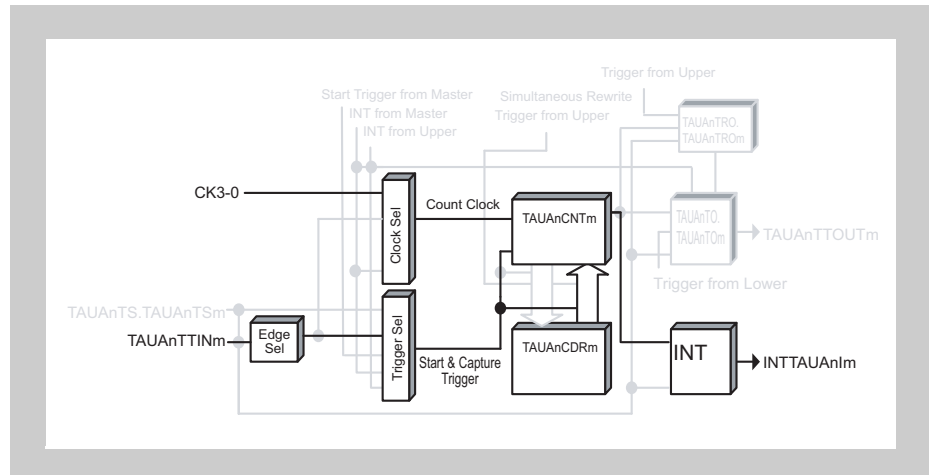 Trigger from Upper
Start Trigger from Master
Simultaneous Rewrite
INT from Master
Trigger from Upper
INT from Upper
TAUAnTRO.
TAUAnTROm
CK3-0
Clock Sel
Count Clock
TAUAnCNTm
TAUAnTO.
TAUAnTOm
TAUAnTTOUTm
Trigger from Lower
TAUAnTS.TAUAnTSm
TAUAnTTINm
Edge
Sel
Trigger Sel
Start & Capture
Trigger
TAUAnCDRm
INT
INTTAUAnIm